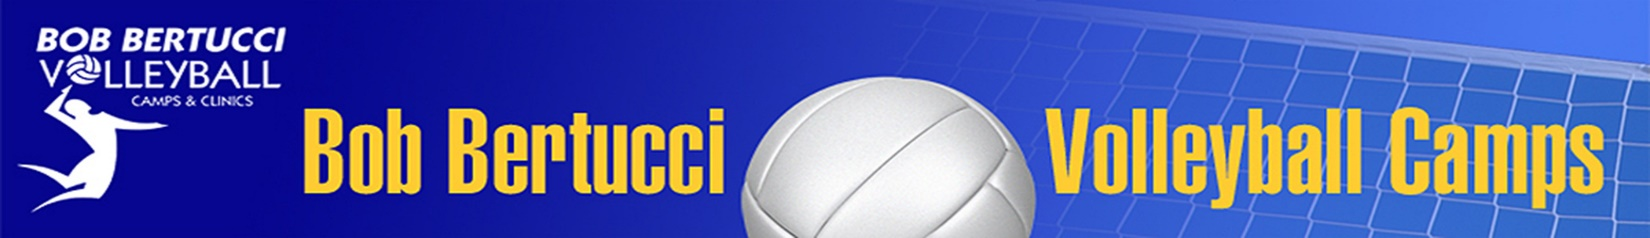 BOB BERTUCCI
VOLLEYBALL
CAMPS & CLINICS
Bob Bertucci Volleyball Camps